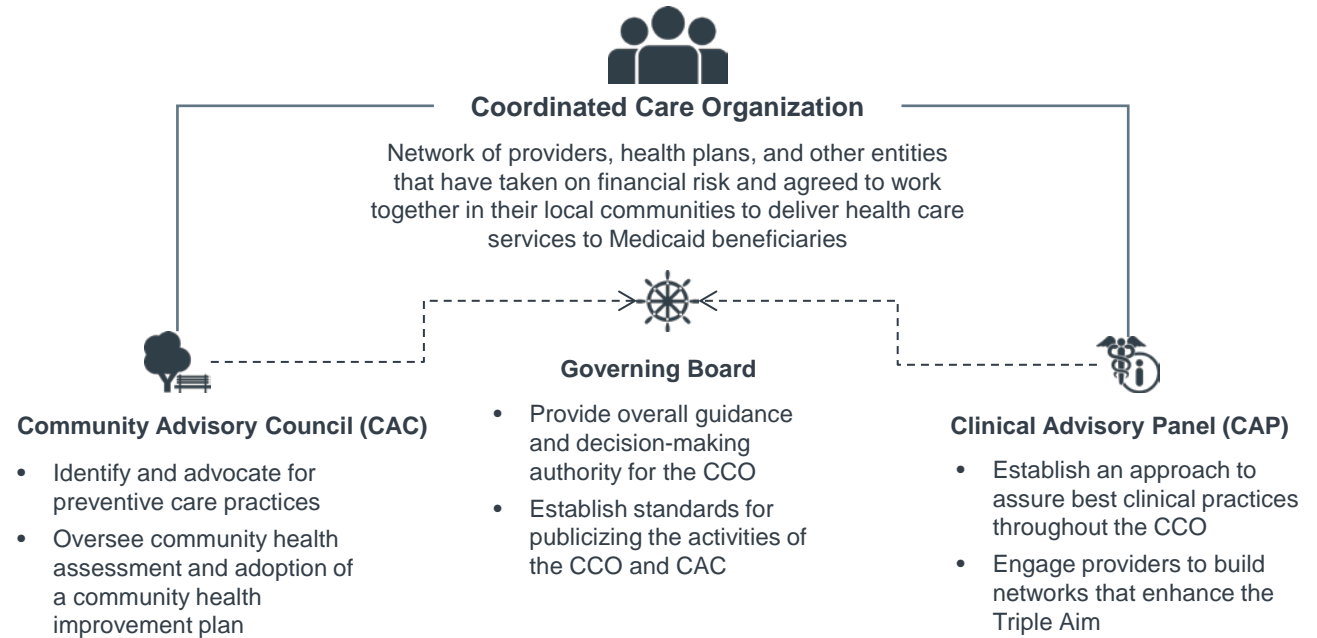 Coordinated Care Organization
Network of providers, health plans, and other entities
that have taken on financial risk and agreed to work
together in their local communities to deliver health care
services to Medicaid beneficiaries
Community Advisory Council (CAC)
• Identify and advocate for
preventive care practices
• Oversee community health
assessment and adoption of
a community health
improvement plan
Governing Board
• Provide overall guidance
and decision-making
authority for the CCO
• Establish standards for
publicizing the activities of
the CCO and CAC
Clinical Advisory Panel (CAP)
• Establish an approach to
assure best clinical practices
throughout the CCO
• Engage providers to build
networks that enhance the
Triple Aim